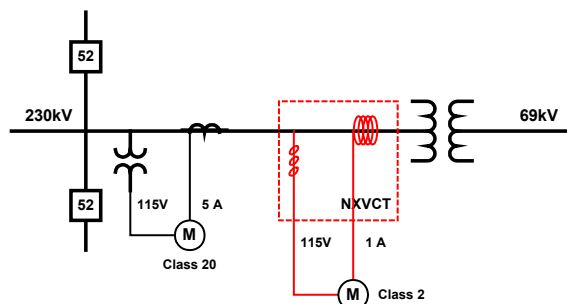 52
230kV
69kV
52
115V
5 A
NXVCT
M
Class 20
115V
1 A
M
Class 2